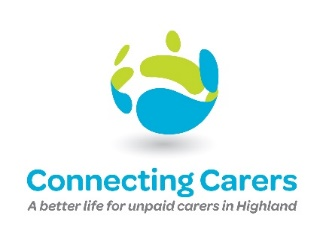 Connecting Carers
A better life for unpaid carers in Highland